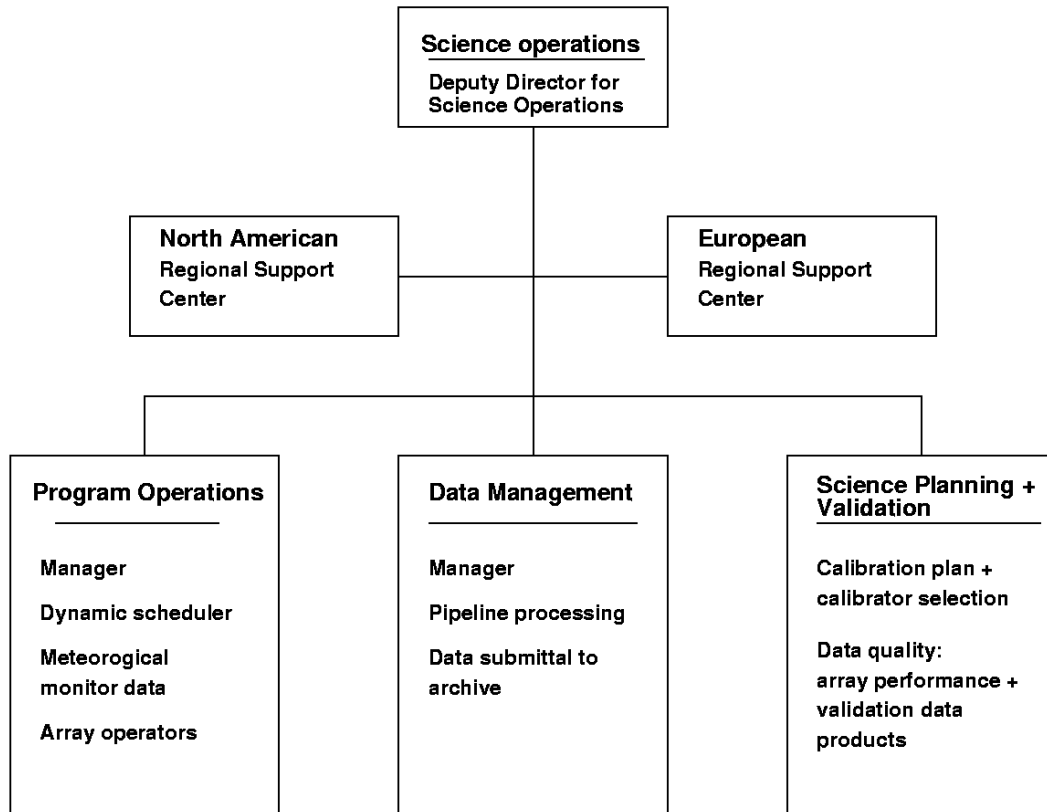 Science operations
Deputy Director for
Science Operations
North American
Regional Support
Center
European
Regional Support
Center
Program Operations
Manager
Dynamic scheduler
Meteorogical
monitor data
Array operators
Data Management
Manager
Pipeline processing
Data submittal to
archive
Science Planning +
Validation
Calibration plan +
calibrator selection
Data quality:
array performance +
validation data
products